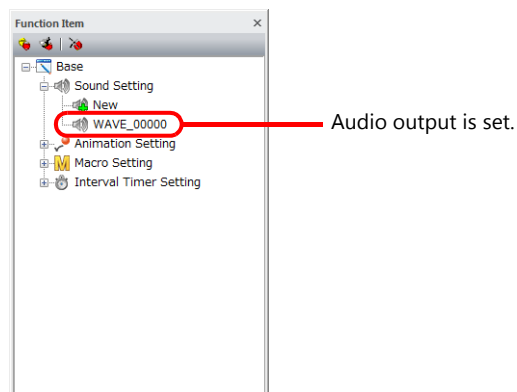 Function Item
Base
Sound Setting
New
WAVE_00000
Audio output is set.
Animation Setting
Macro Setting
Interval Timer Setting